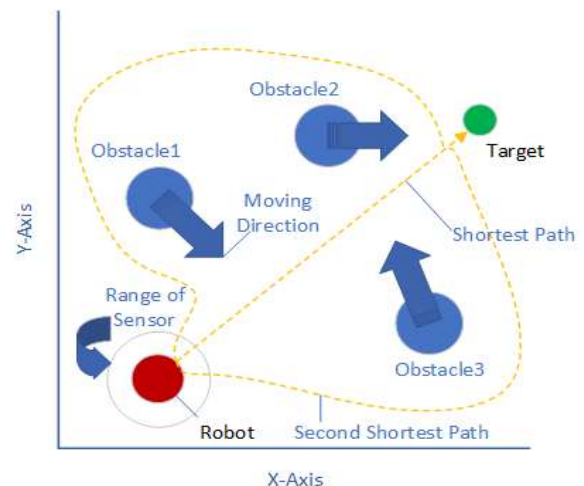 Obstacle2
Obstacle1
Target
Y-Axis
Moving
Direction
Shortest Path
Range of
Sensor
Obstacle3
Robot
Second Shortest Path
X-Axis